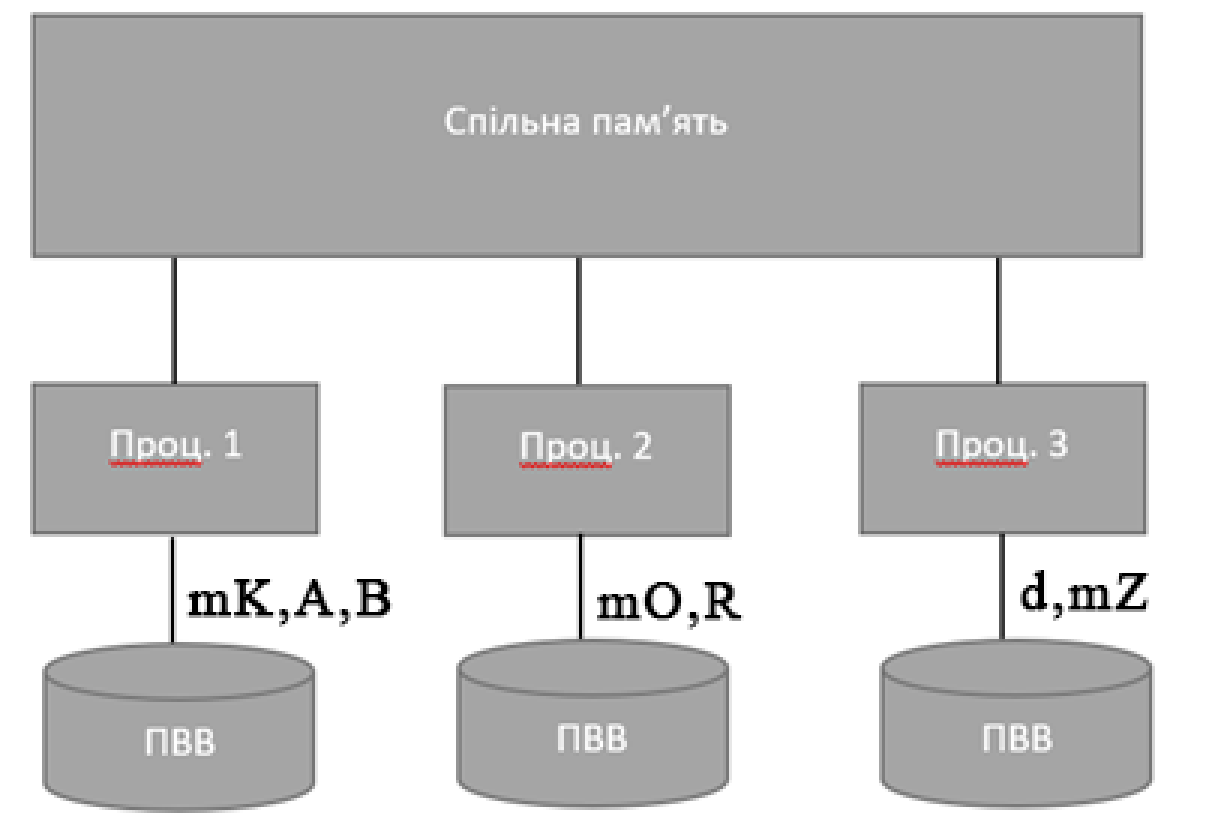 Спільна пам’ять
Проц. 1
Проц. 2
Проц. 3
mK,A,B
mO,R
d,mZ
ПВВ
ПВВ
ПВВ